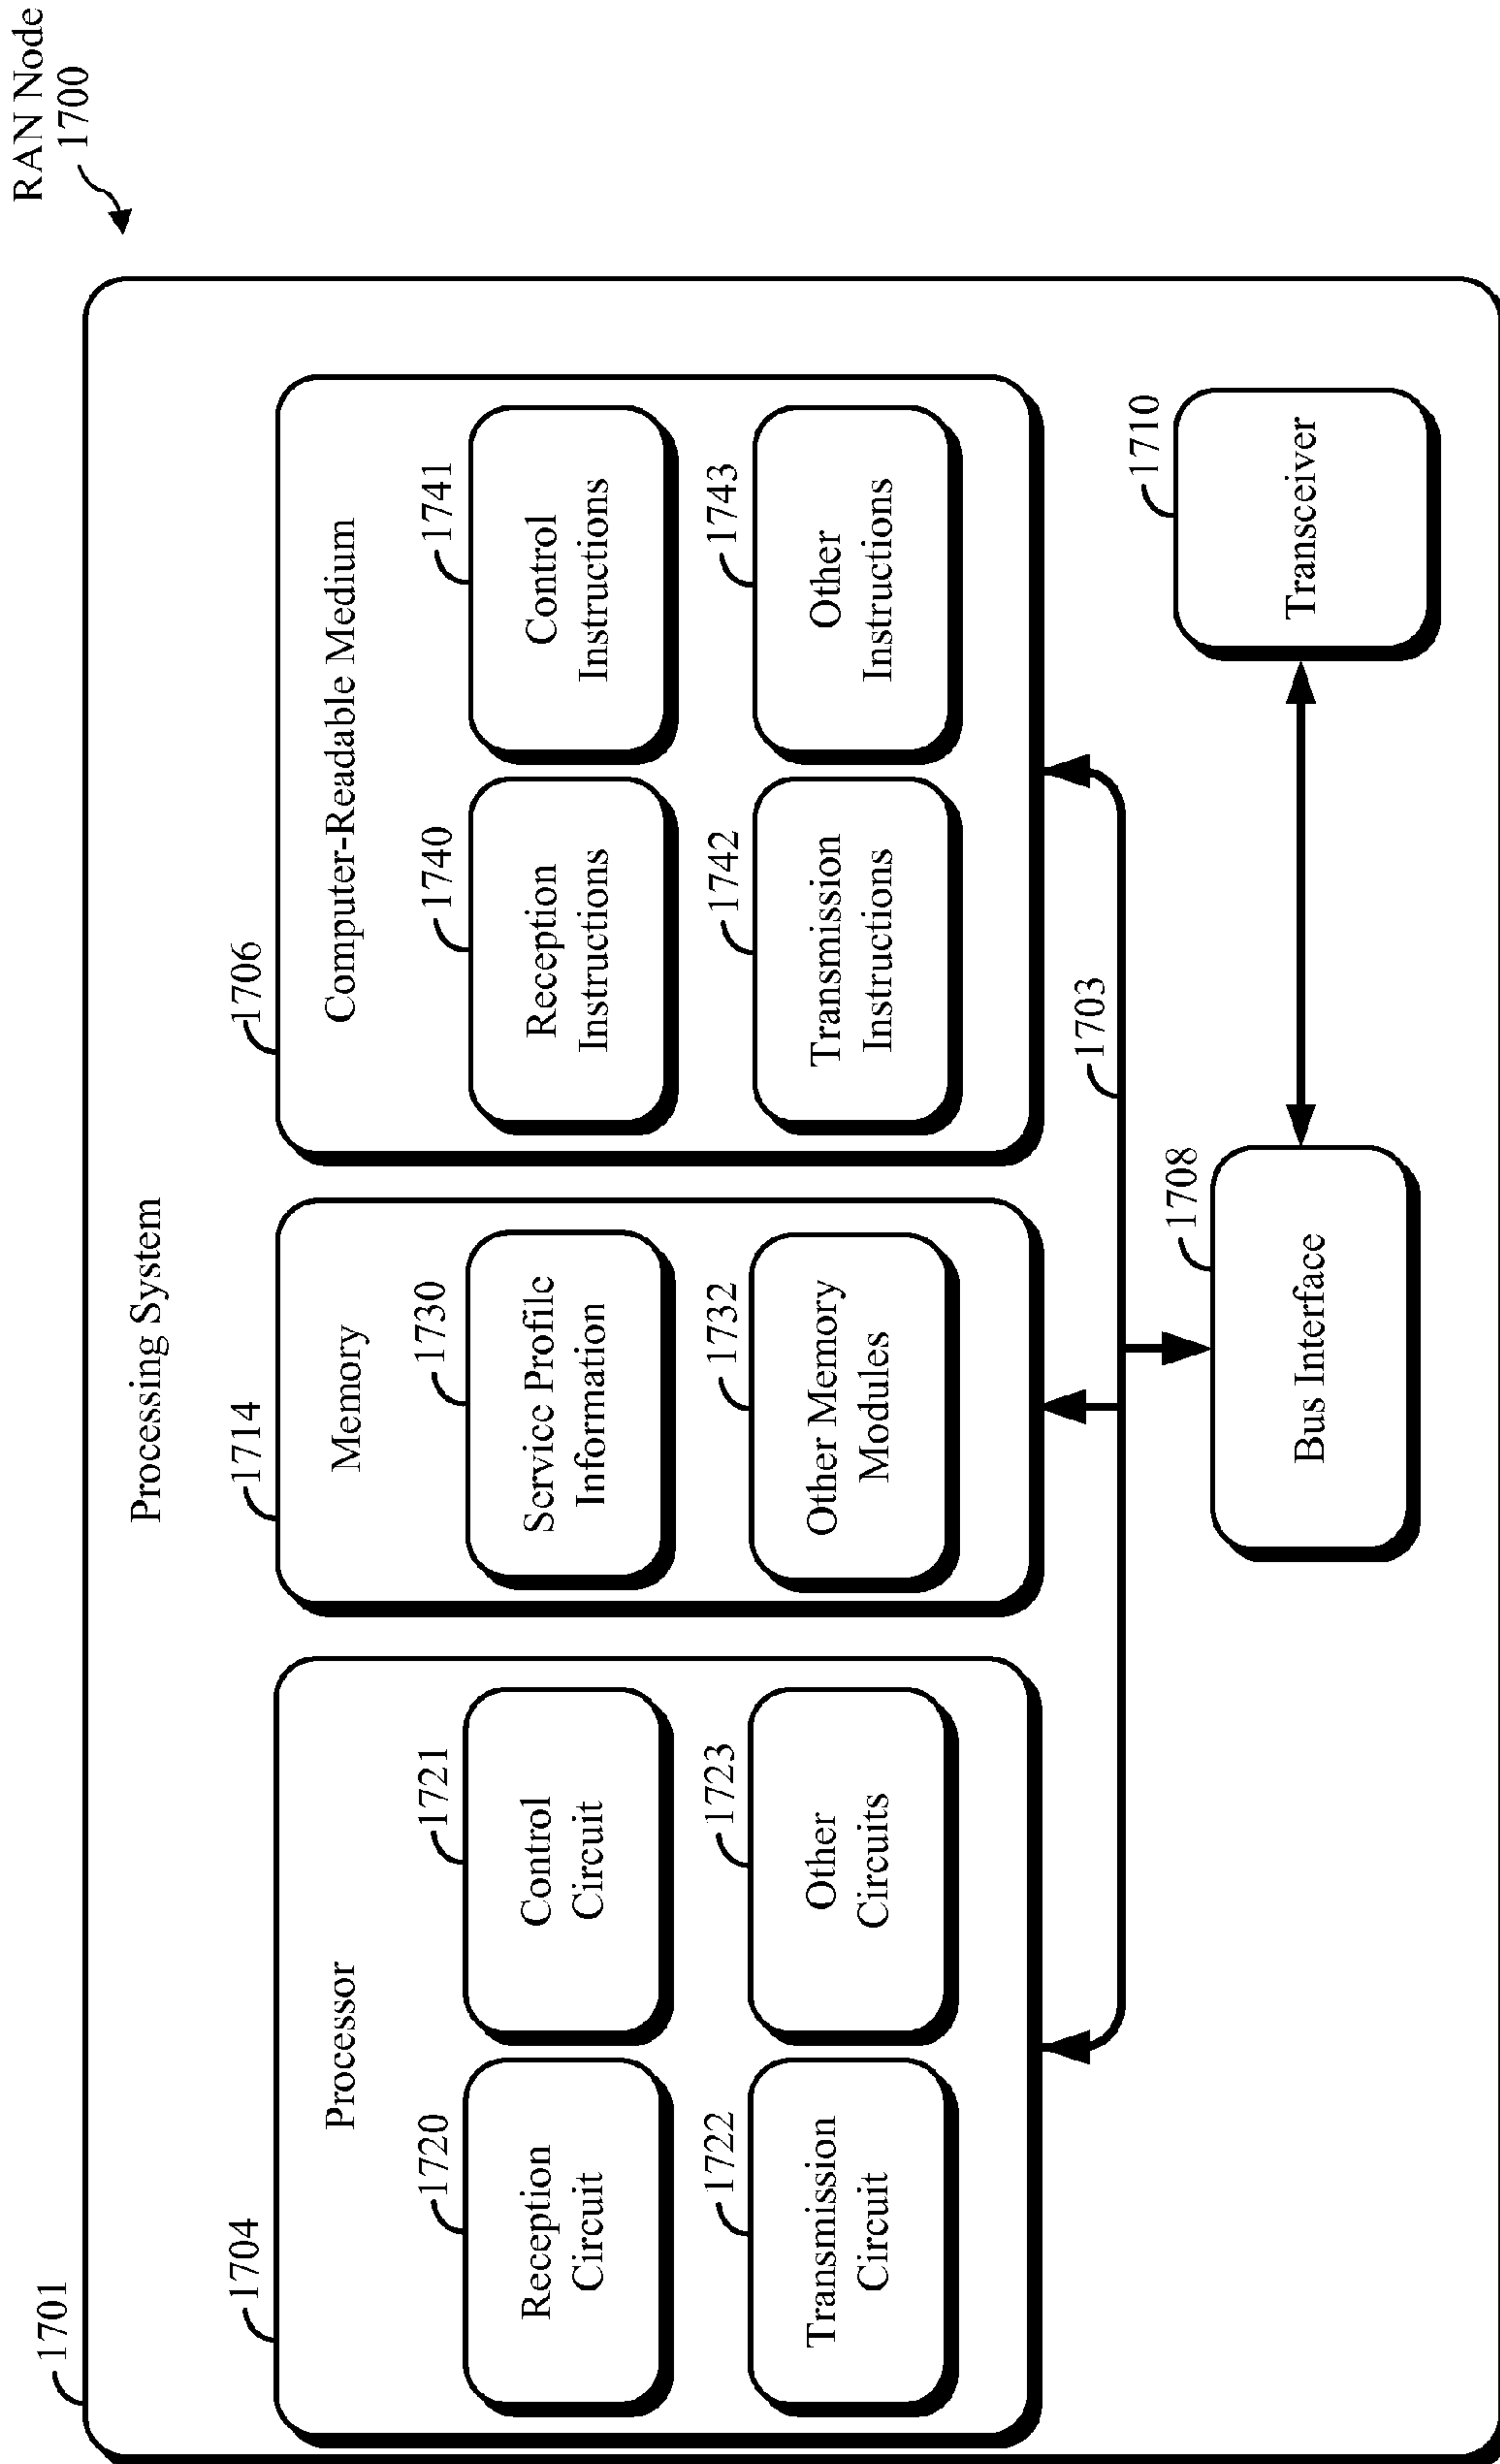 RAN Node
1700
1701
Processing System
1704
Processor
1720
Reception
Circuit
1721
Control
Circuit
1722
Transmission
Circuit
1723
Other
Circuits
1714
Memory
1730
Service Profile
Information
1732
Other Memory
Modules
1706
Computer-Readable Medium
1740
Reception
Instructions
1741
Control
Instructions
1742
Transmission
Instructions
1743
Other
Instructions
1703
1708
Bus Interface
1710
Transceiver